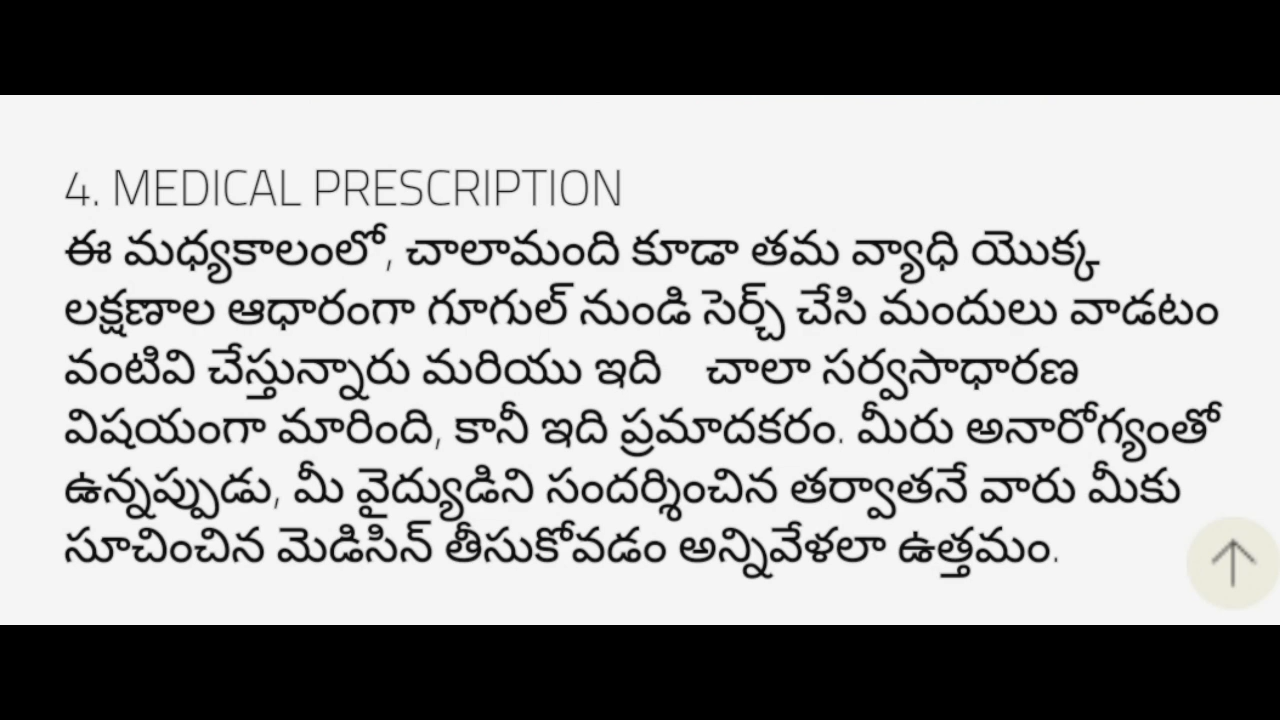 4. MEDICAL PRESCRIPTION
ఈ మధ్యకాలంలో, చాలామంది కూడా తమ వ్యాధి యొక్క
లక్షణాల ఆధారంగా గూగుల్ నుండి సెర్చ్ చేసి మందులు వాడటం
వంటివి చేస్తున్నారు మరియు ఇది చాలా సర్వసాధారణ
విషయంగా మారింది, కానీ ఇది ప్రమాదకరం. మీరు అనారోగ్యంతో
ఉన్నప్పుడు, మీ వైద్యుడిని సందర్శించిన తర్వాతనే వారు మీకు
సూచించిన మెడిసిన్ తీసుకోవడం అన్నివేళలా ఉత్తమం.